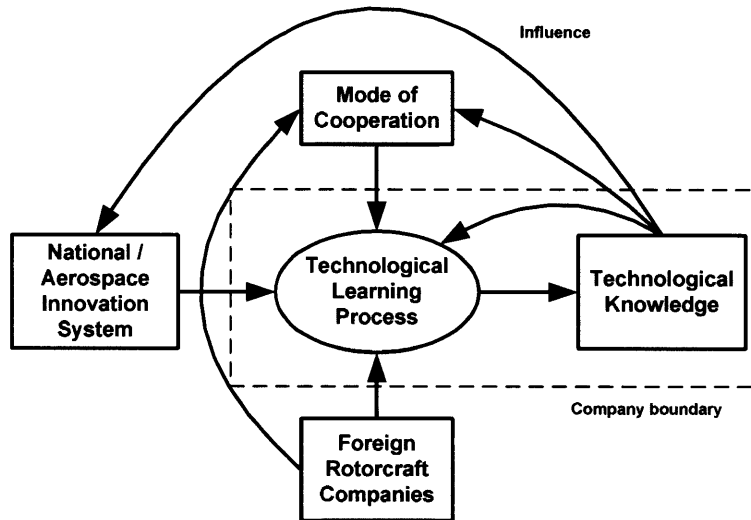 Influence
Mode of
Cooperation
National /
Aerospace
Innovation
System
Technological
Learning
Process
Technological
Knowledge
Company boundary
Foreign
Rotorcraft
Companies